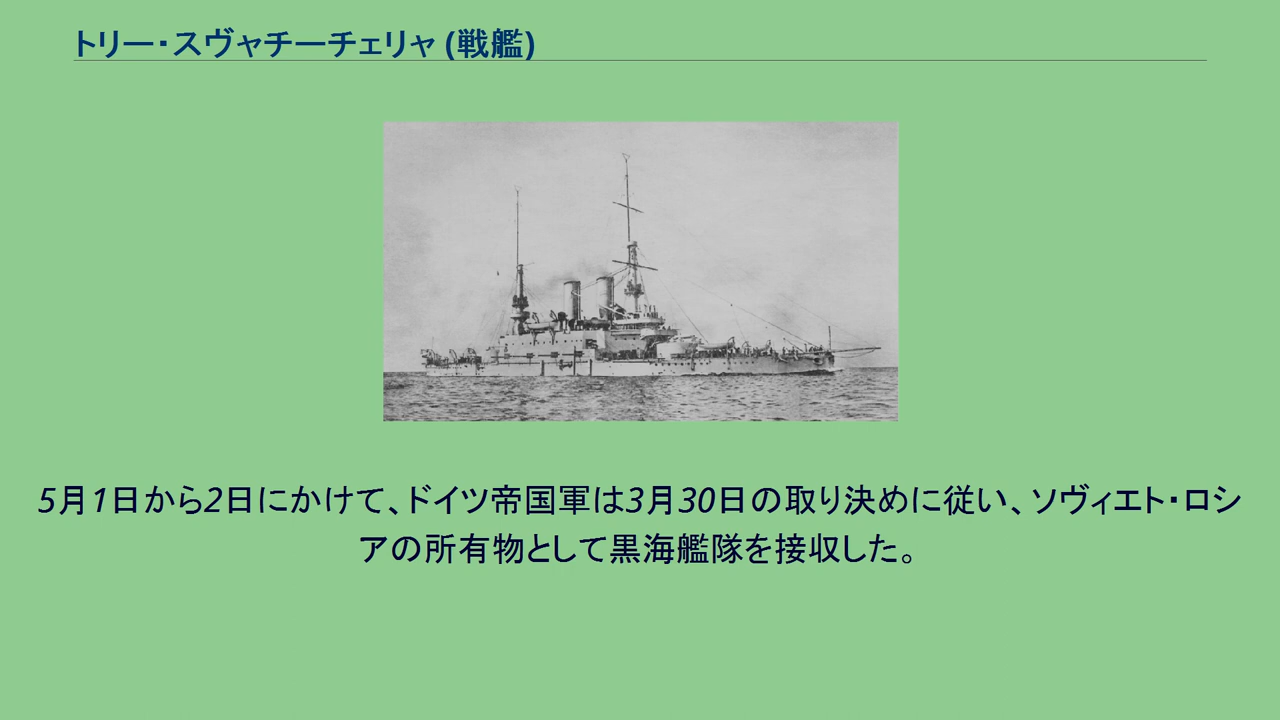 トリー・スヴャチーチェリャ (戦艦)
5月1日から2日にかけて、ドイツ帝国軍は3月30日の取り決めに従い、ソヴィエト・ロシ
アの所有物として黒海艦隊を接収した。